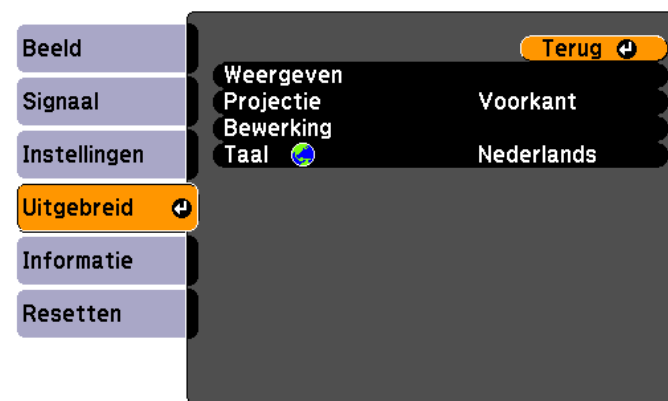 Beeld
Signaal
Instellingen
Uitgebreid
Informatie
Resetten
Terug
Weergeven
Projectie Voorkant
Bewerking
Taal Nederlands